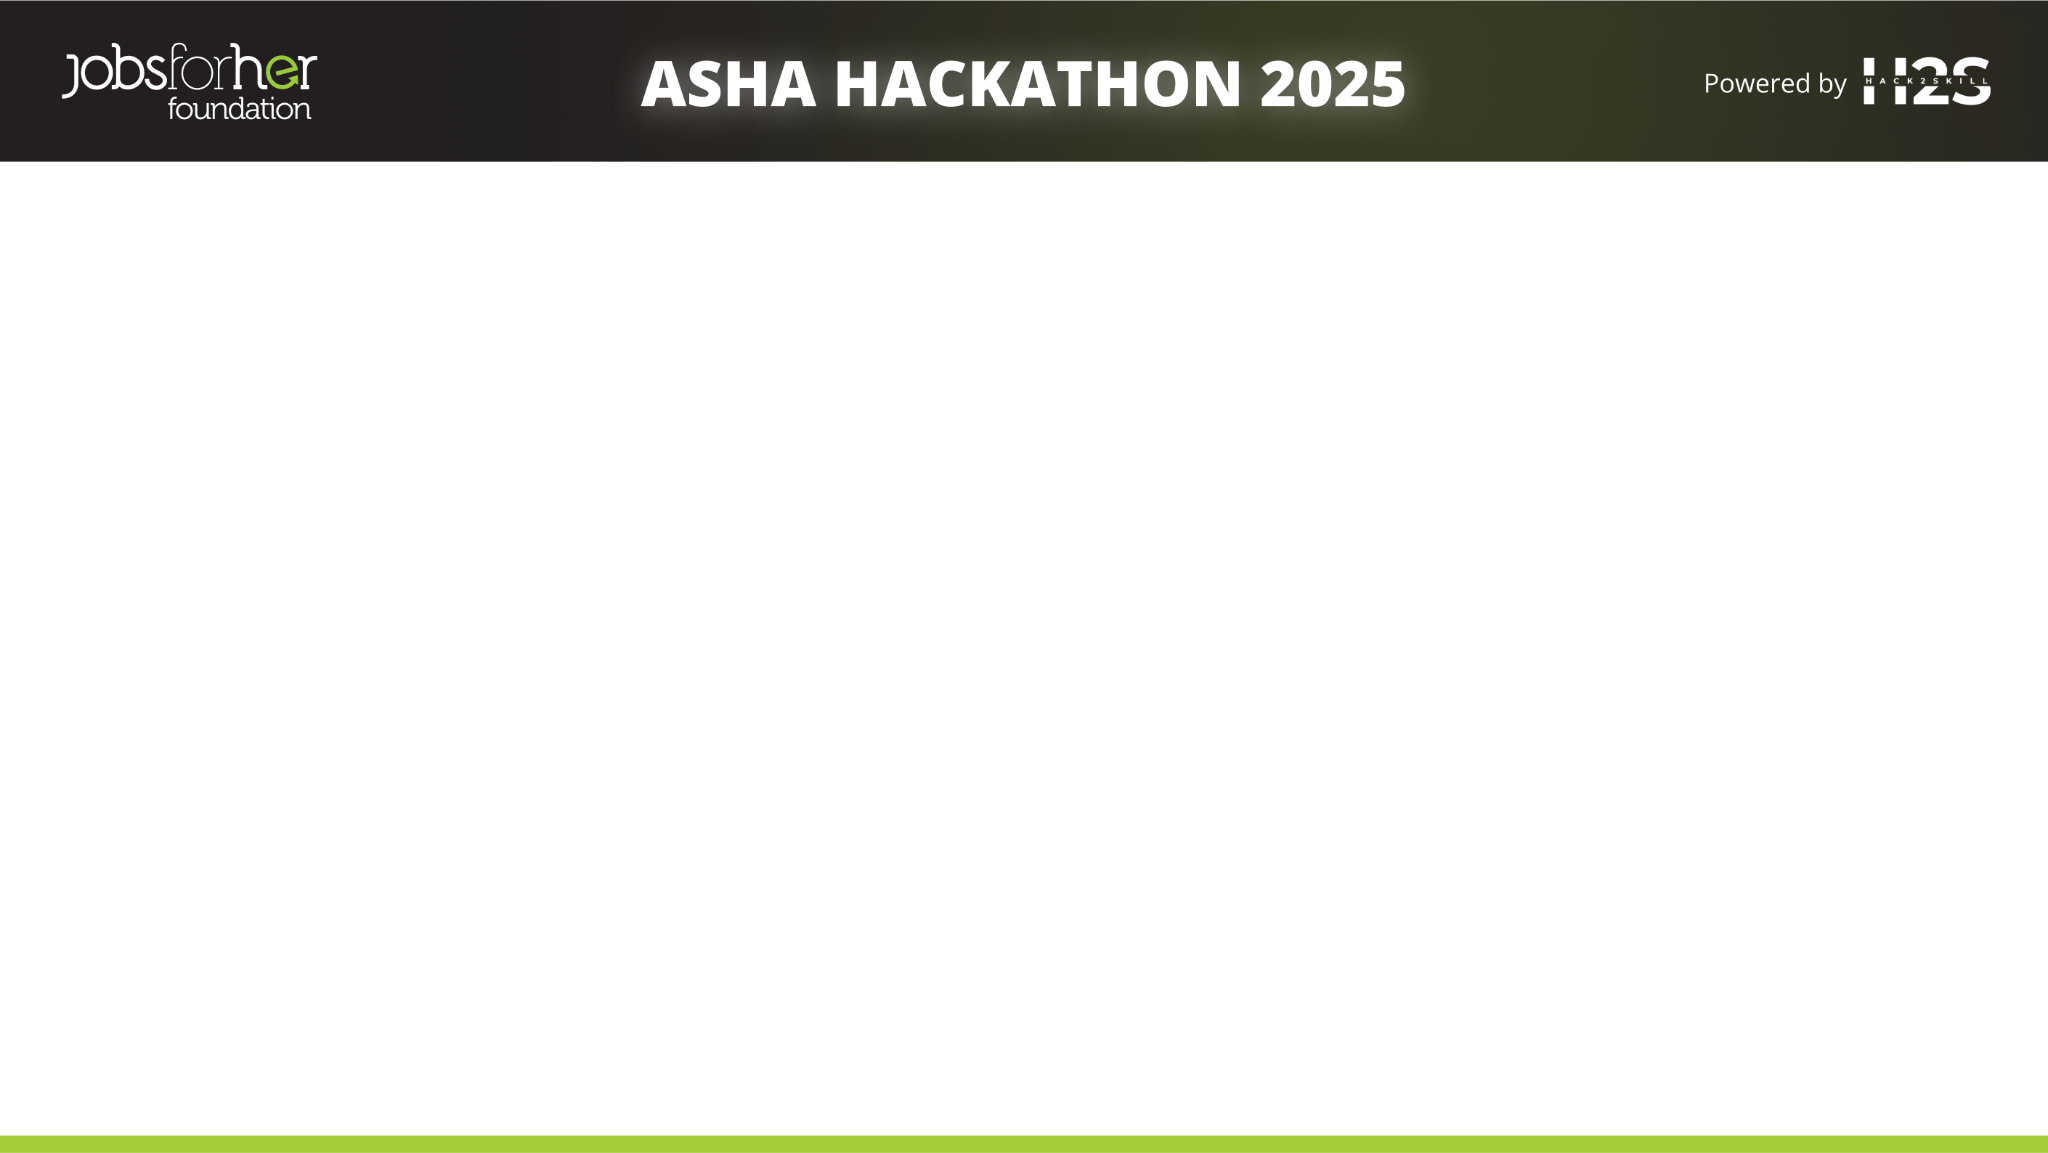 jobsforher
foundation
ASHA HACKATHON 2025
Powered by
H2S
HACK2SKILL